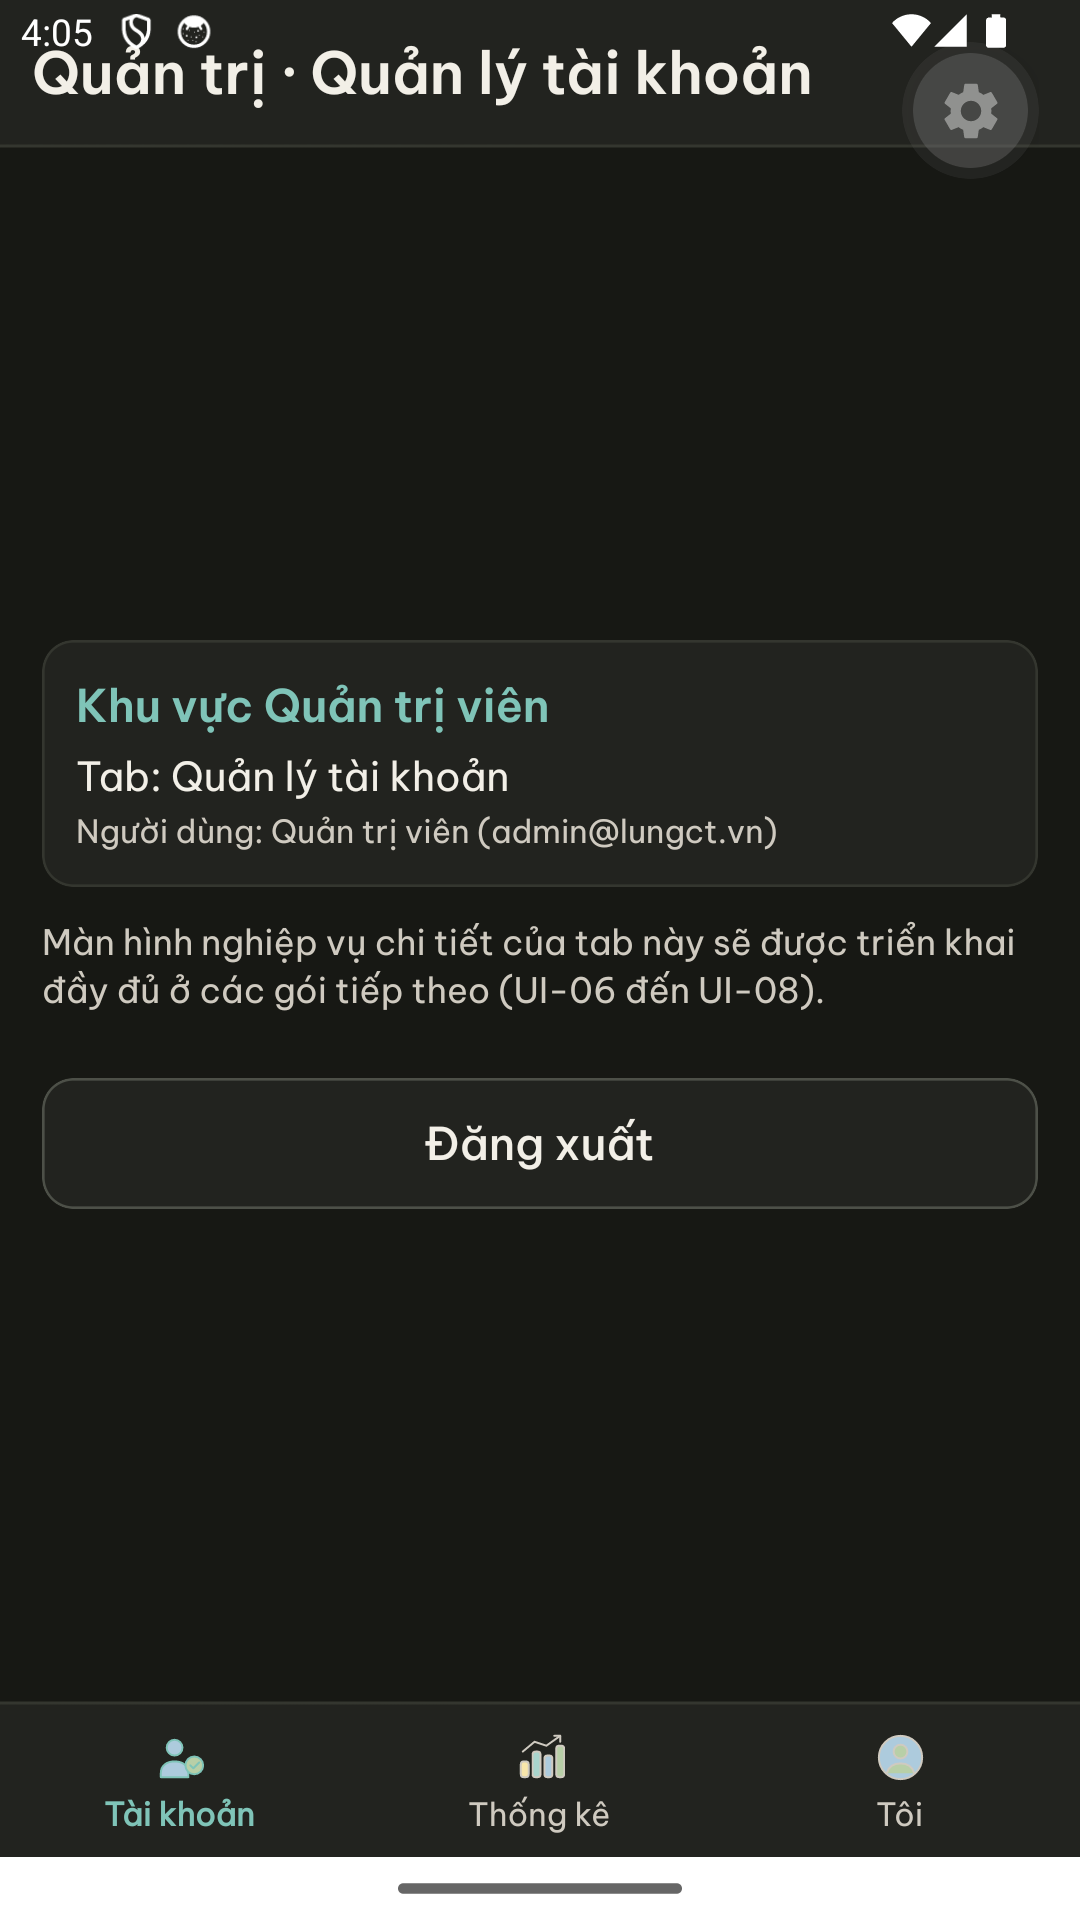 4:05
Quản trị · Quản lý tài khoản
Khu vực Quản trị viên
Tab: Quản lý tài khoản
Người dùng: Quản trị viên (admin@lungct.vn)
Màn hình nghiệp vụ chi tiết của tab này sẽ được triển khai
đầy đủ ở các gói tiếp theo (UI-06 đến UI-08).
Đăng xuất
Tài khoản
Thống kê
Tôi